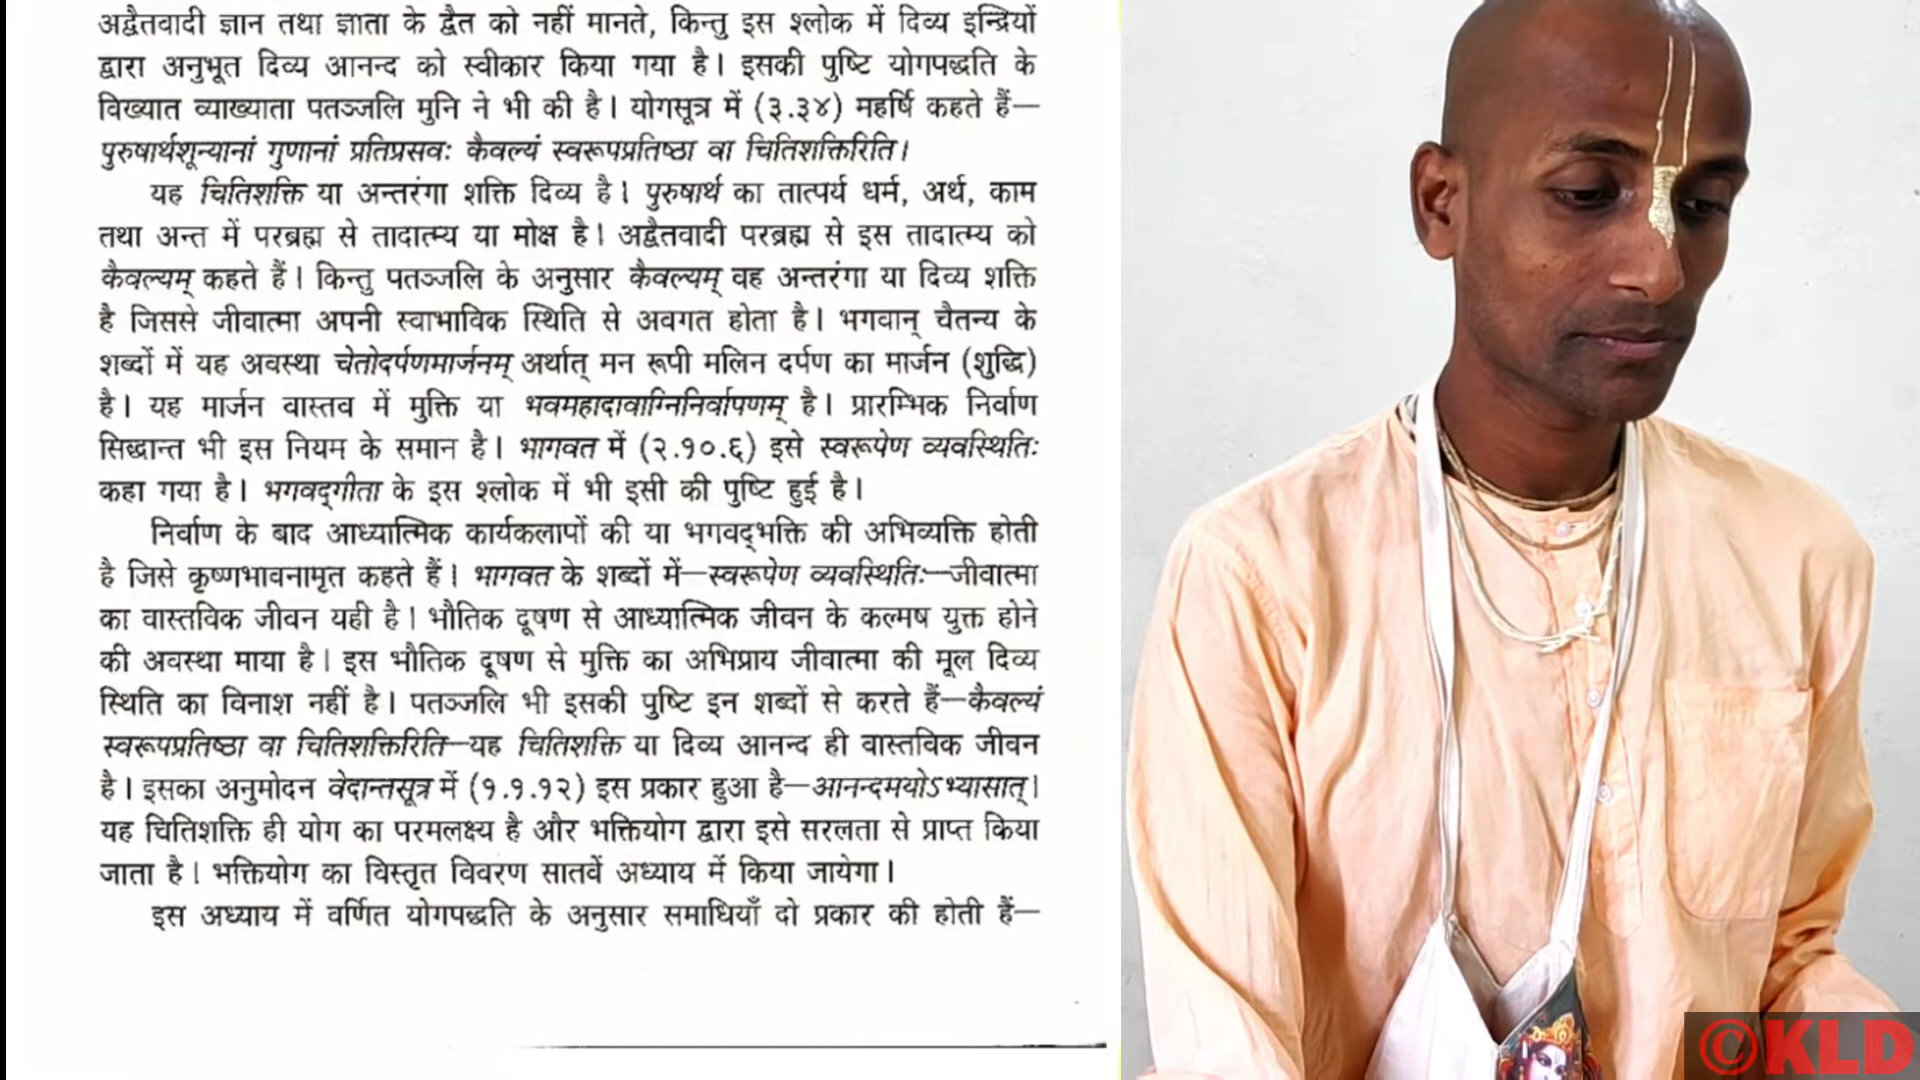 अद्वैतवादी ज्ञान तथा ज्ञाता के द्वैत को नहीं मानते, किन्तु इस श्लोक में दिव्य इन्द्रियों
द्वारा अनुभूत दिव्य आनन्द को स्वीकार किया गया है। इसकी पुष्टि योगपद्धति के
विख्यात व्याख्याता पतञ्जलि मुनि ने भी की है। योगसूत्र में (३.३४) महर्षि कहते हैं—
पुरुषार्थशून्यानां गुणानां प्रतिप्रसवः कैवल्यं स्वरूपप्रतिष्ठा वा चितिशक्तिरिति।
यह चितिशक्ति या अन्तरंगा शक्ति दिव्य है। पुरुषार्थ का तात्पर्य धर्म, अर्थ, काम
तथा अन्त में परब्रह्म से तादात्म्य या मोक्ष है। अद्वैतवादी परब्रह्म से इस तादात्म्य को
कैवल्यम् कहते हैं। किन्तु पतञ्जलि के अनुसार कैवल्यम् वह अन्तरंगा या दिव्य शक्ति
है जिससे जीवात्मा अपनी स्वाभाविक स्थिति से अवगत होता है। भगवान् चैतन्य के
शब्दों में यह अवस्था चेतोदर्पणमार्जनम् अर्थात् मन रूपी मलिन दर्पण का मार्जन (शुद्धि)
है। यह मार्जन वास्तव में मुक्ति या भवमहादावाग्निनिर्वापणम् है। प्रारम्भिक निर्वाण
सिद्धान्त भी इस नियम के समान है। भागवत में (२.१०.६) इसे स्वरूपेण व्यवस्थितिः
कहा गया है। भगवद्गीता के इस श्लोक में भी इसी की पुष्टि हुई है।
निर्वाण के बाद आध्यात्मिक कार्यकलापों की या भगवद्भक्ति की अभिव्यक्ति होती
है जिसे कृष्णभावनामृत कहते हैं। भागवत के शब्दों में—स्वरूपेण व्यवस्थितिः—जीवात्मा
का वास्तविक जीवन यही है। भौतिक दूषण से आध्यात्मिक जीवन के कल्मष युक्त होने
की अवस्था माया है। इस भौतिक दूषण से मुक्ति का अभिप्राय जीवात्मा की मूल दिव्य
स्थिति का विनाश नहीं है। पतञ्जलि भी इसकी पुष्टि इन शब्दों से करते हैं—कैवल्यं
स्वरूपप्रतिष्ठा वा चितिशक्तिरिति—यह चितिशक्ति या दिव्य आनन्द ही वास्तविक जीवन
है। इसका अनुमोदन वेदान्तसूत्र में (१.१.१२) इस प्रकार हुआ है—आनन्दमयोऽभ्यासात्।
यह चितिशक्ति ही योग का परमलक्ष्य है और भक्तियोग द्वारा इसे सरलता से प्राप्त किया
जाता है। भक्तियोग का विस्तृत विवरण सातवें अध्याय में किया जायेगा।
इस अध्याय में वर्णित योगपद्धति के अनुसार समाधियाँ दो प्रकार की होती हैं—
©KLD